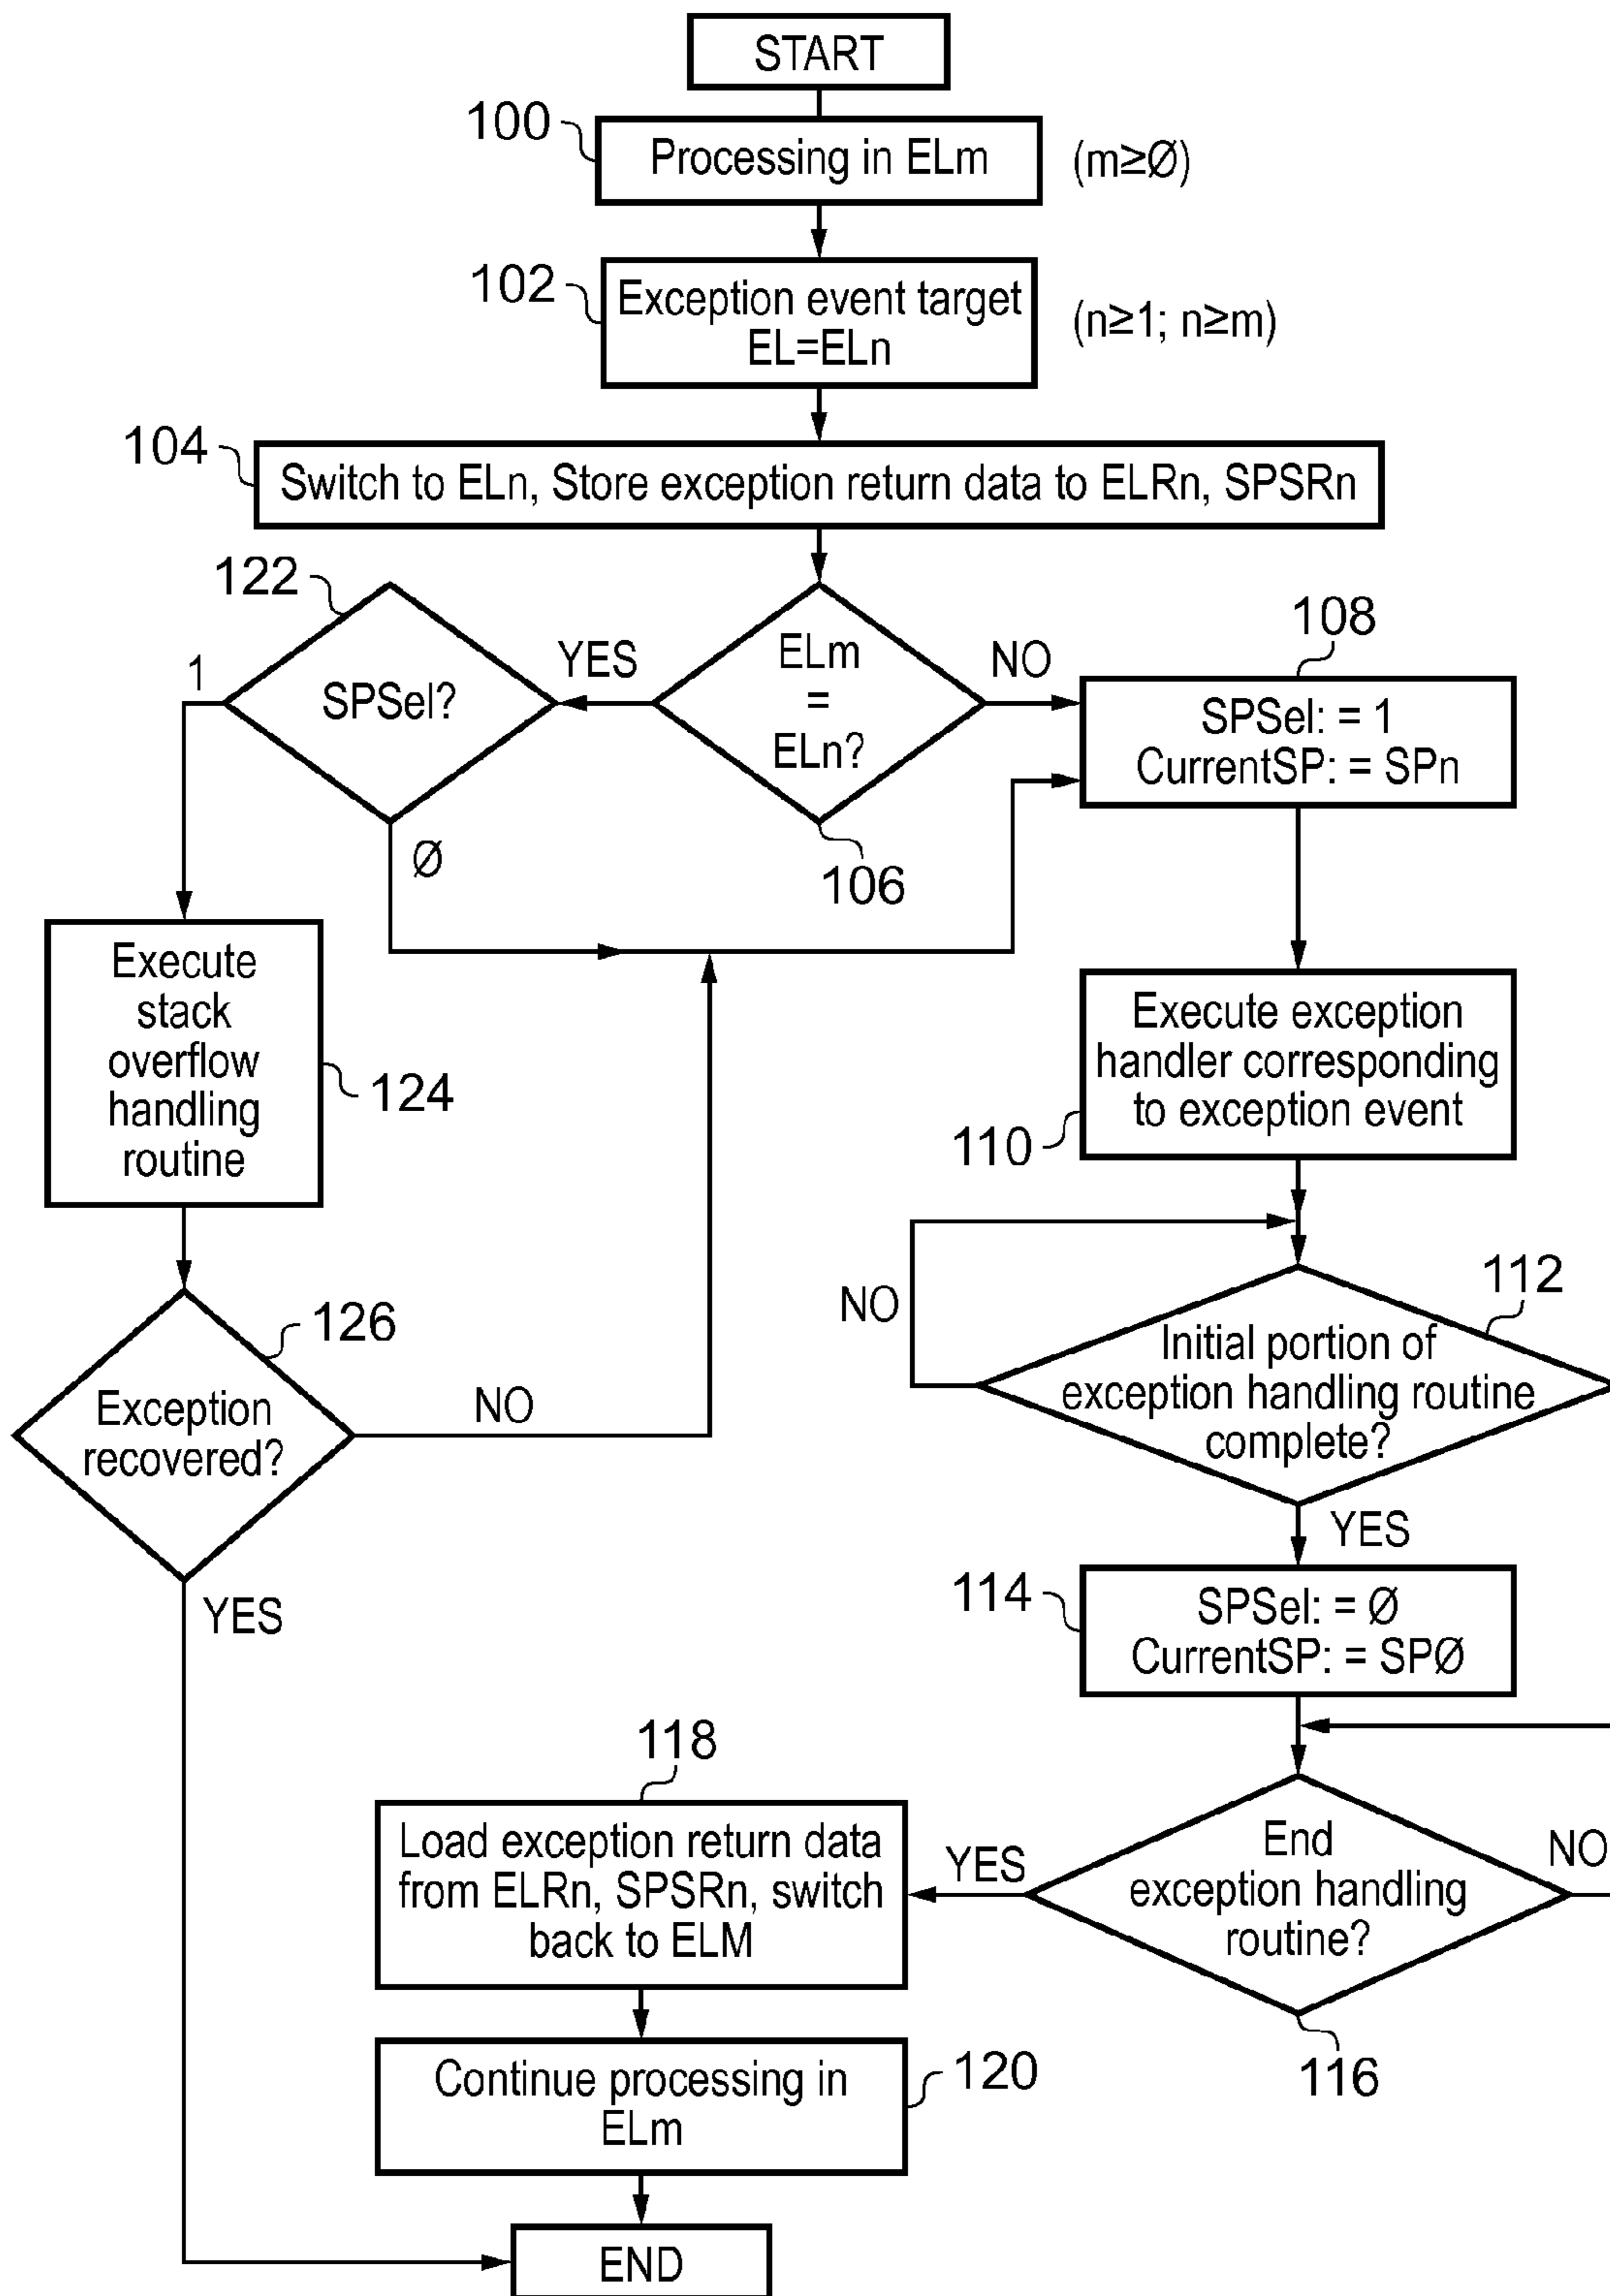 START
100
Processing in ELm
(m≥Ø)
102
Exception event target
EL=ELn
(n≥1; n≥m)
104
Switch to ELn, Store exception return data to ELRn, SPSRn
122
1
SPSel?
Ø
YES
ELm
=
ELn?
NO
106
108
SPSel: = 1
CurrentSP: = SPn
Execute
stack
overflow
handling
routine
124
Execute exception
handler corresponding
to exception event
110
126
Exception
recovered?
NO
YES
NO
112
Initial portion of
exception handling routine
complete?
YES
114
SPSel: = Ø
CurrentSP: = SPØ
118
Load exception return data
from ELRn, SPSRn, switch
back to ELM
YES
End
exception handling
routine?
NO
116
Continue processing in
ELm
120
END